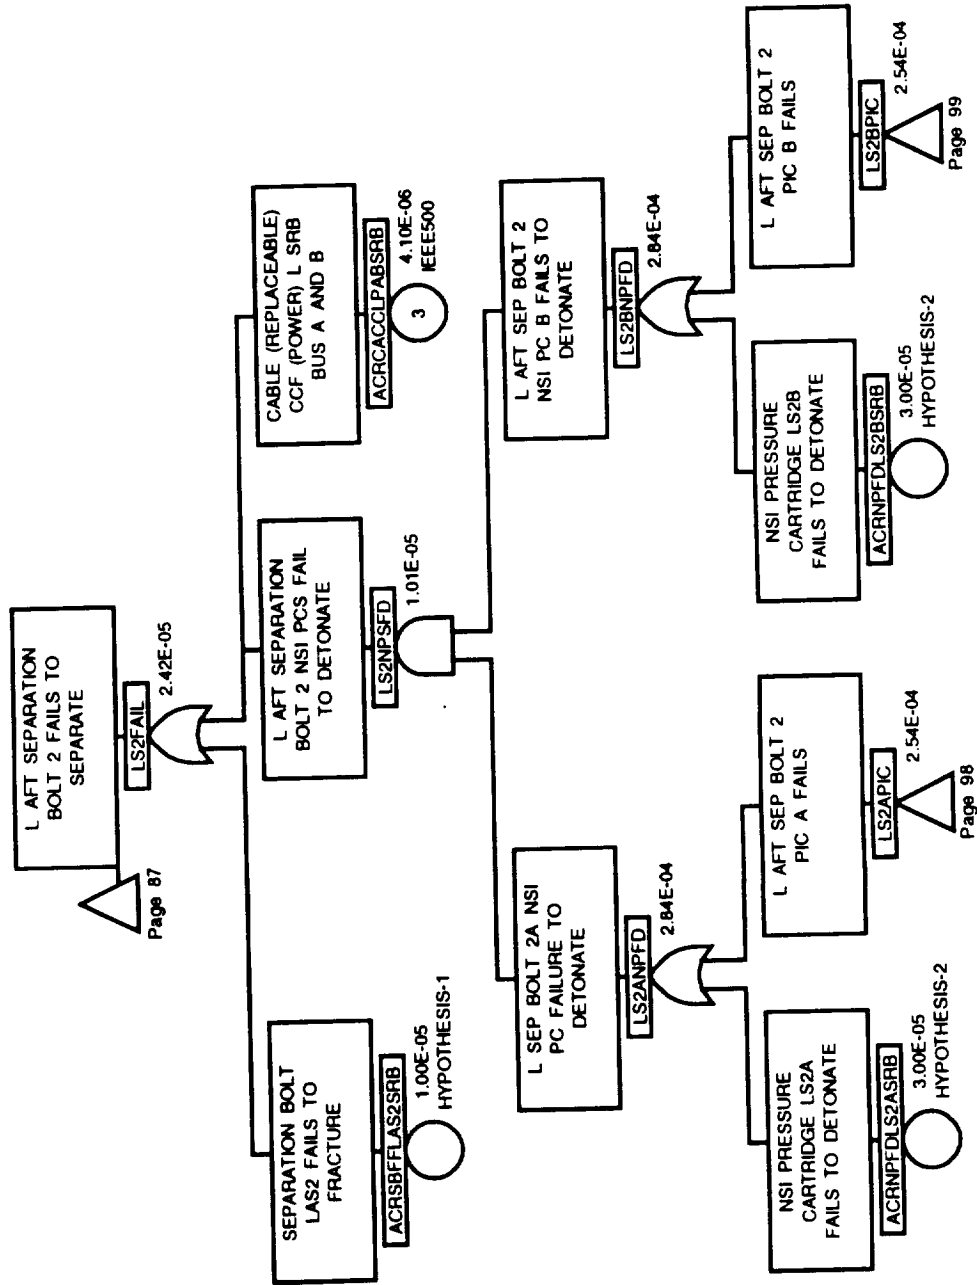 L AFT SEPARATION
BOLT 2 FAILS TO
SEPARATE
Page 87
LS2FAIL
2.42E-05
SEPARATION BOLT
LAS2 FAILS TO
FRACTURE
ACRSBFFLAS2SRB
1.00E-05
HYPOTHESIS-1
L AFT SEPARATION
BOLT 2 NSI PCS FAIL
TO DETONATE
LS2NPSFD
1.01E-05
CABLE (REPLACEABLE)
CCF (POWER) L SRB
BUS A AND B
ACRCACCLPABSRB
3
4.10E-06
IEEE500
L SEP BOLT 2A NSI
PC FAILURE TO
DETONATE
LS2ANPFD
2.84E-04
L AFT SEP BOLT 2
NSI PC B FAILS TO
DETONATE
LS2BNPFD
2.84E-04
NSI PRESSURE
CARTRIDGE LS2A
FAILS TO DETONATE
ACRNPFDLS2ASRB
3.00E-05
HYPOTHESIS-2
L AFT SEP BOLT 2
PIC A FAILS
LS2APIC
2.54E-04
Page 98
NSI PRESSURE
CARTRIDGE LS2B
FAILS TO DETONATE
ACRNPFDLS2BSRB
3.00E-05
HYPOTHESIS-2
L AFT SEP BOLT 2
PIC B FAILS
LS2BPIC
2.54E-04
Page 99